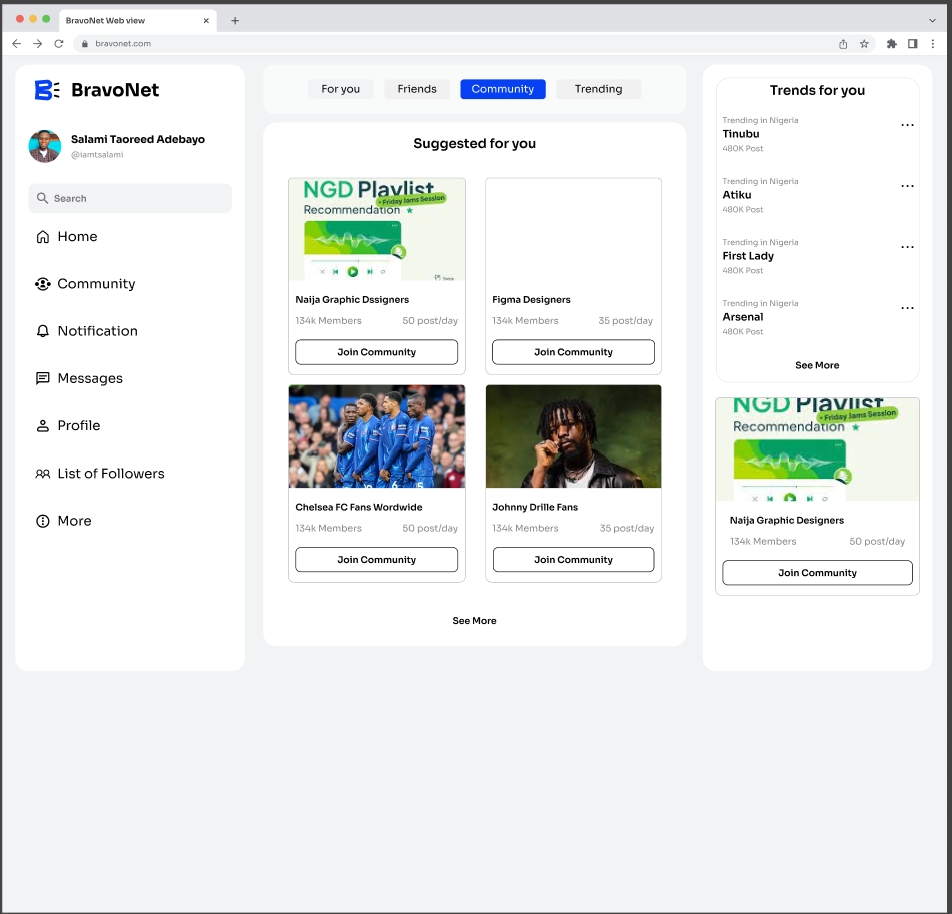 BravoNet Web view
bravonet.com
BravoNet
Salami Taoreed Adebayo
@iamtsalami
Search
Home
Community
Notification
Messages
Profile
List of Followers
More
For you
Friends
Community
Trending
Suggested for you
NGD Playlist
• Friday Jams Session
Recommendation
Naija Graphic Dssigners
134k Members
50 post/day
Join Community
Figma Designers
134k Members
35 post/day
Join Community
Chelsea FC Fans Wordwide
134k Members
50 post/day
Join Community
Johnny Drille Fans
134k Members
35 post/day
Join Community
See More
Trends for you
Trending in Nigeria
Tinubu
480K Post
Trending in Nigeria
Atiku
480K Post
Trending in Nigeria
First Lady
480K Post
Trending in Nigeria
Arsenal
480K Post
See More
NGD Playlist
• Friday Jams Session
Recommendation
Naija Graphic Designers
134k Members
50 post/day
Join Community